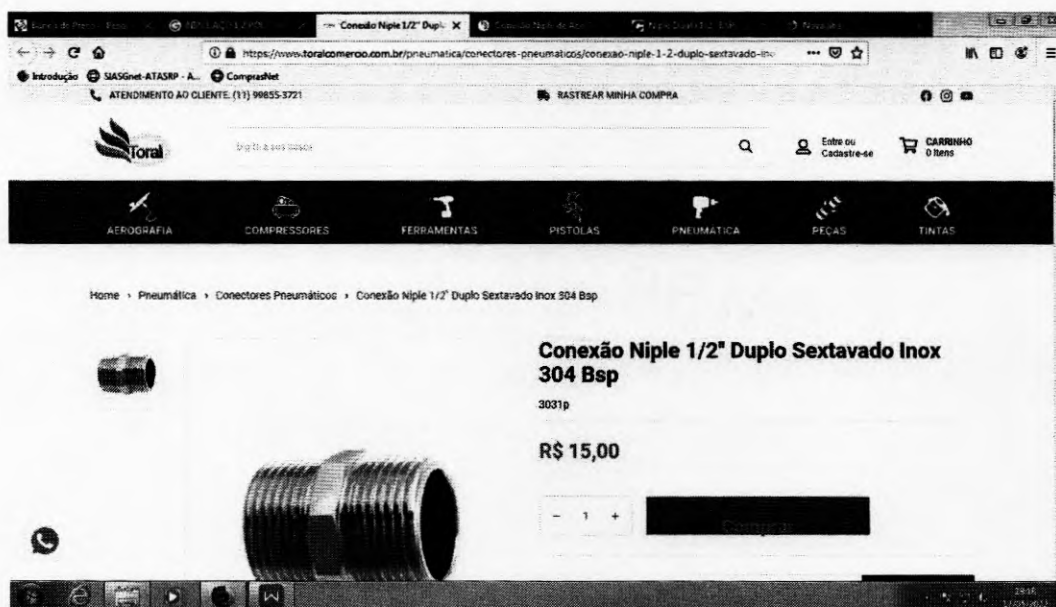 Conexão Niple 1/2" Dupl
https://www.toralcomeroo.com.br/pneumatica/conectores-pneumaticos/conexao-niple-1-2-duplo-sextavado-ino
Introdução SIASGnet-ATASRP - A... ComprasNet
ATENDIMENTO AO CLIENTE. (11) 99855-3721 RASTREAR MINHA COMPRA
Toral
Entre ou
Cadastre-se
CARRINHO
0 Itens
AEROGRAFIA COMPRESSORES FERRAMENTAS PISTOLAS PNEUMÁTICA PEÇAS TINTAS
Home › Pneumática › Conectores Pneumáticos › Conexão Niple 1/2" Duplo Sextavado Inox 304 Bsp
Conexão Niple 1/2" Duplo Sextavado Inox
304 Bsp
3031p
R$ 15,00
- 1 +
Comprar